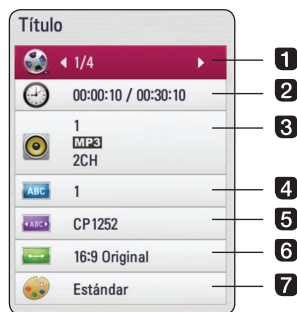 Título
1/4
1
00:00:10 / 00:30:10
2
1
MP3
2CH
3
ABC
1
4
ABC
CP1252
5
16:9 Original
6
Estándar
7